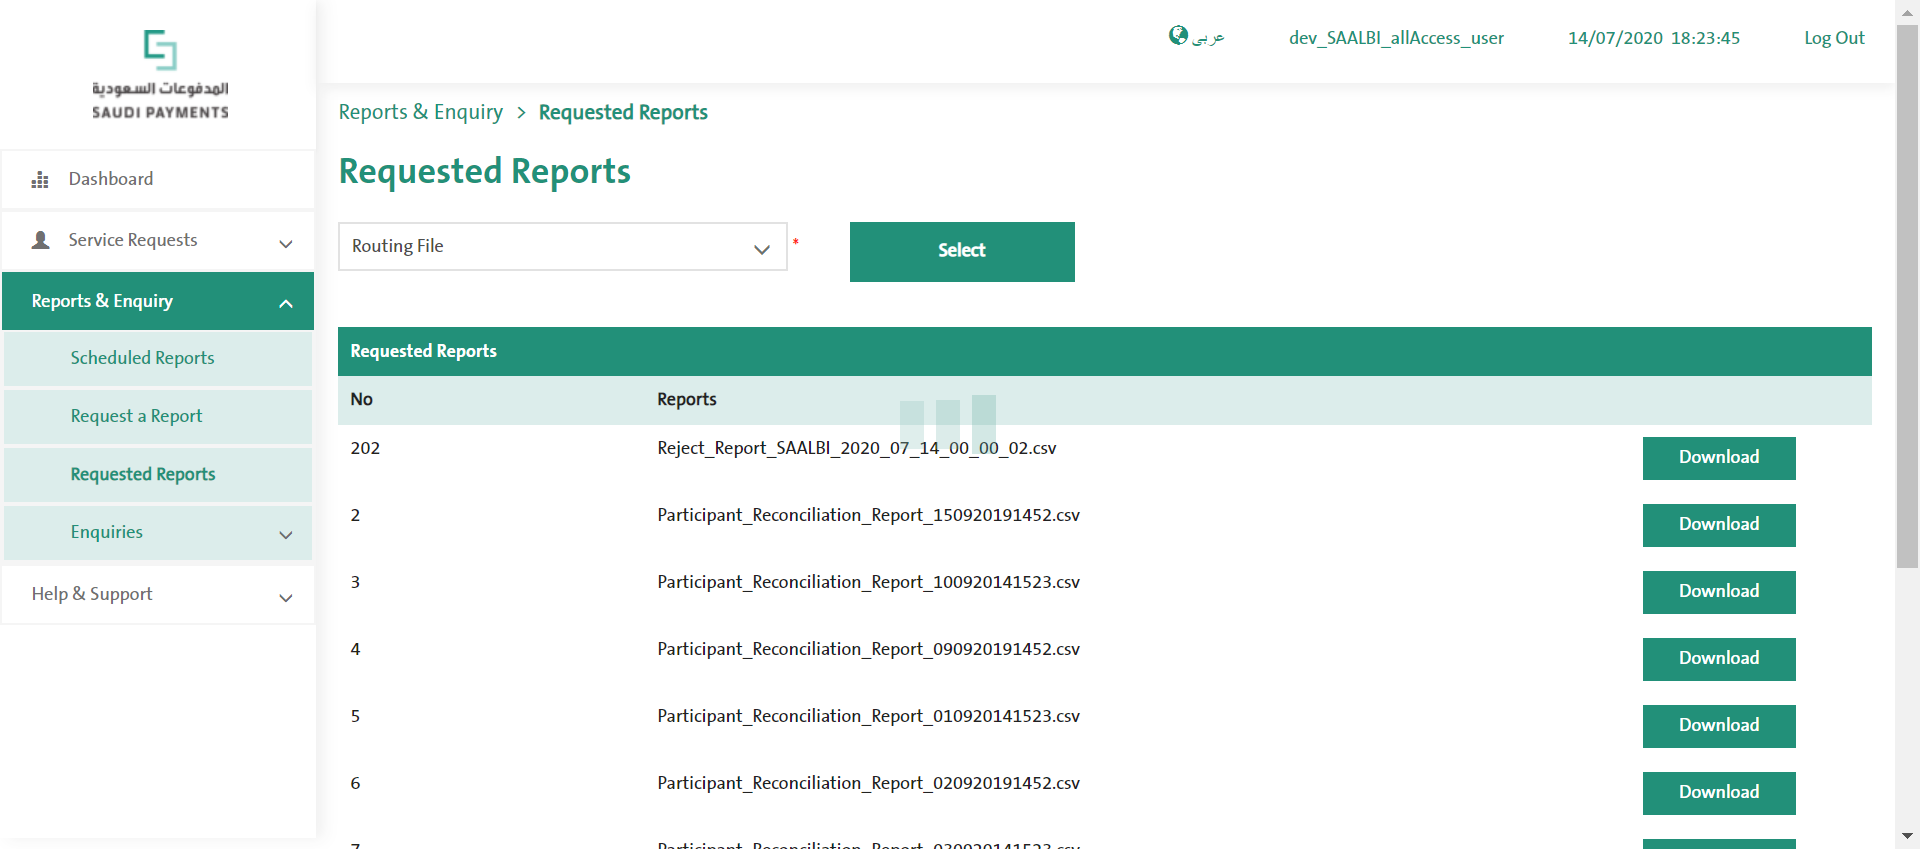 المدفوعات السعودية
SAUDI PAYMENTS
عربى
dev_SAALBI_allAccess_user
14/07/2020 18:23:45
Log Out
Dashboard
Service Requests
Reports & Enquiry
Scheduled Reports
Request a Report
Requested Reports
Enquiries
Help & Support
Reports & Enquiry > Requested Reports
Requested Reports
Routing File *
Select
Requested Reports
No Reports
202 Reject_Report_SAALBI_2020_07_14_00_00_02.csv Download
2 Participant_Reconciliation_Report_150920191452.csv Download
3 Participant_Reconciliation_Report_100920141523.csv Download
4 Participant_Reconciliation_Report_090920191452.csv Download
5 Participant_Reconciliation_Report_010920141523.csv Download
6 Participant_Reconciliation_Report_020920191452.csv Download